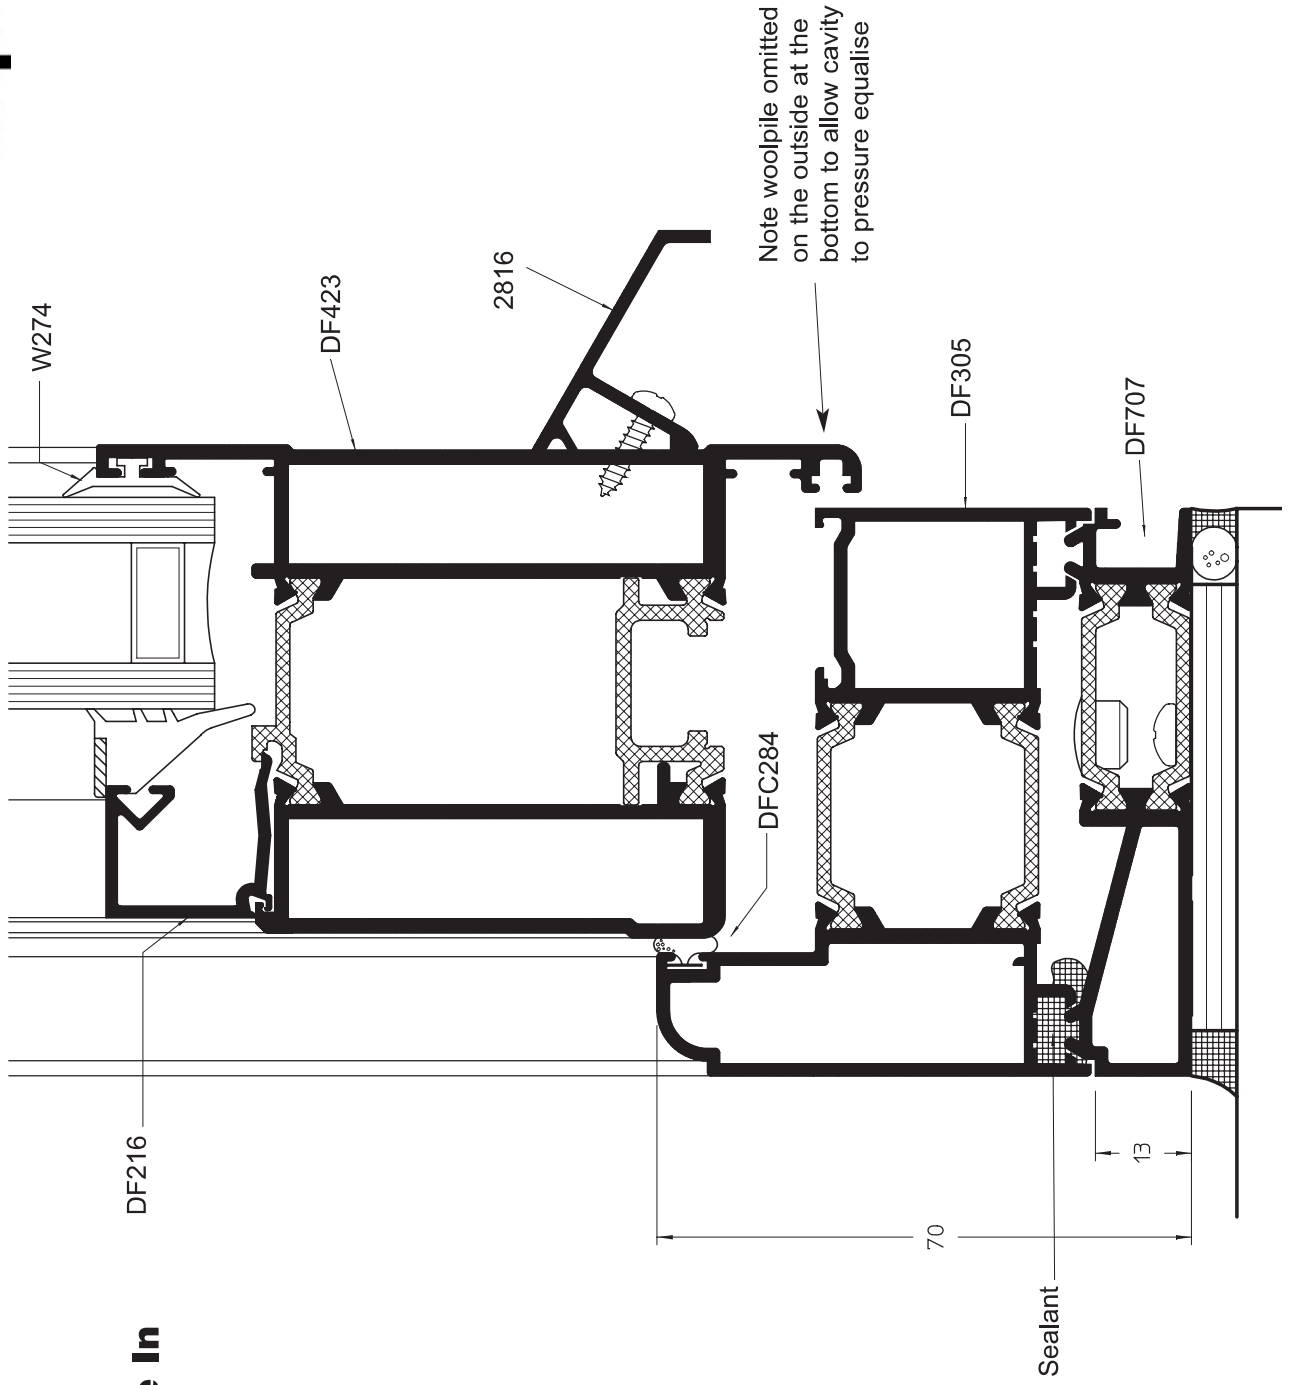 W274
DF423
2816
Note woolpile omitted
on the outside at the
bottom to allow cavity
to pressure equalise
DF305
DF707
DFC284
DF216
13
70
Sealant
In